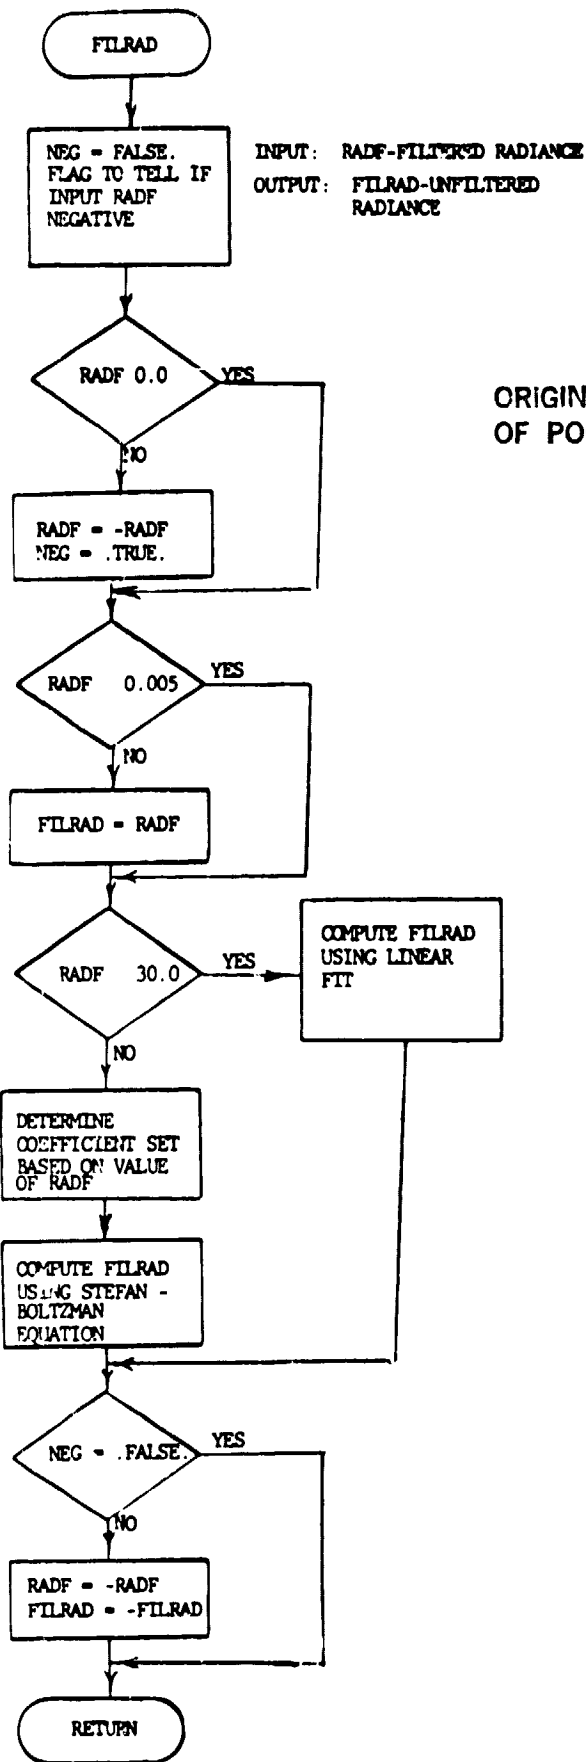 FILRAD
NEG = FALSE.
FLAG TO TELL IF
INPUT RADF
NEGATIVE
INPUT: RADF-FILTERED RADIANCE
OUTPUT: FILRAD-UNFILTERED
RADIANCE
RADF 0.0
YES
ORIGIN
OF PO
NO
RADF = -RADF
NEG = .TRUE.
RADF 0.005
YES
NO
FILRAD = RADF
RADF 30.0
YES
COMPUTE FILRAD
USING LINEAR
FIT
NO
DETERMINE
COEFFICIENT SET
BASED ON VALUE
OF RADF
COMPUTE FILRAD
USING STEFAN -
BOLTZMAN
EQUATION
NEG = .FALSE.
YES
NO
RADF = -RADF
FILRAD = -FILRAD
RETURN